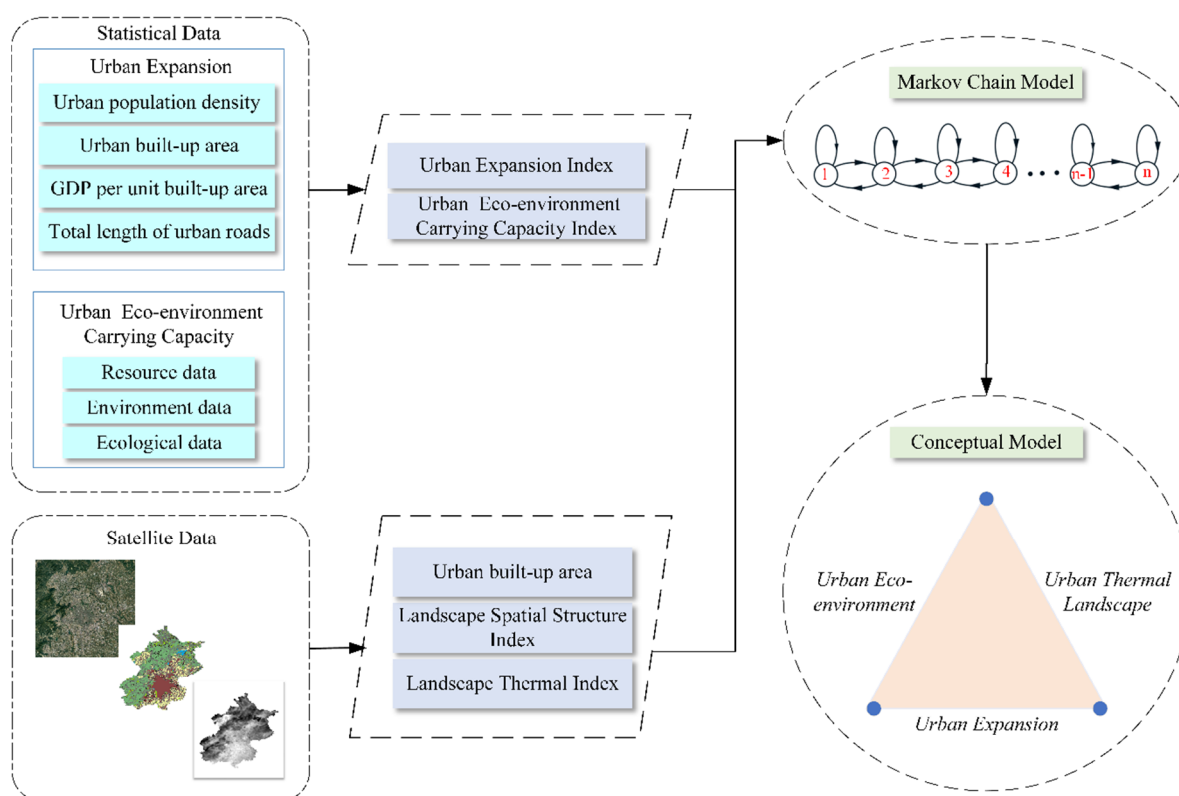 Statistical Data
Urban Expansion
Urban population density
Urban built-up area
GDP per unit built-up area
Total length of urban roads
Urban Eco-environment
Carrying Capacity
Resource data
Environment data
Ecological data
Satellite Data
Urban Expansion Index
Urban Eco-environment
Carrying Capacity Index
Urban built-up area
Landscape Spatial Structure
Index
Landscape Thermal Index
Markov Chain Model
1 2 3 4 ••• n-1 n
Conceptual Model
Urban Eco-
environment
Urban Thermal
Landscape
Urban Expansion